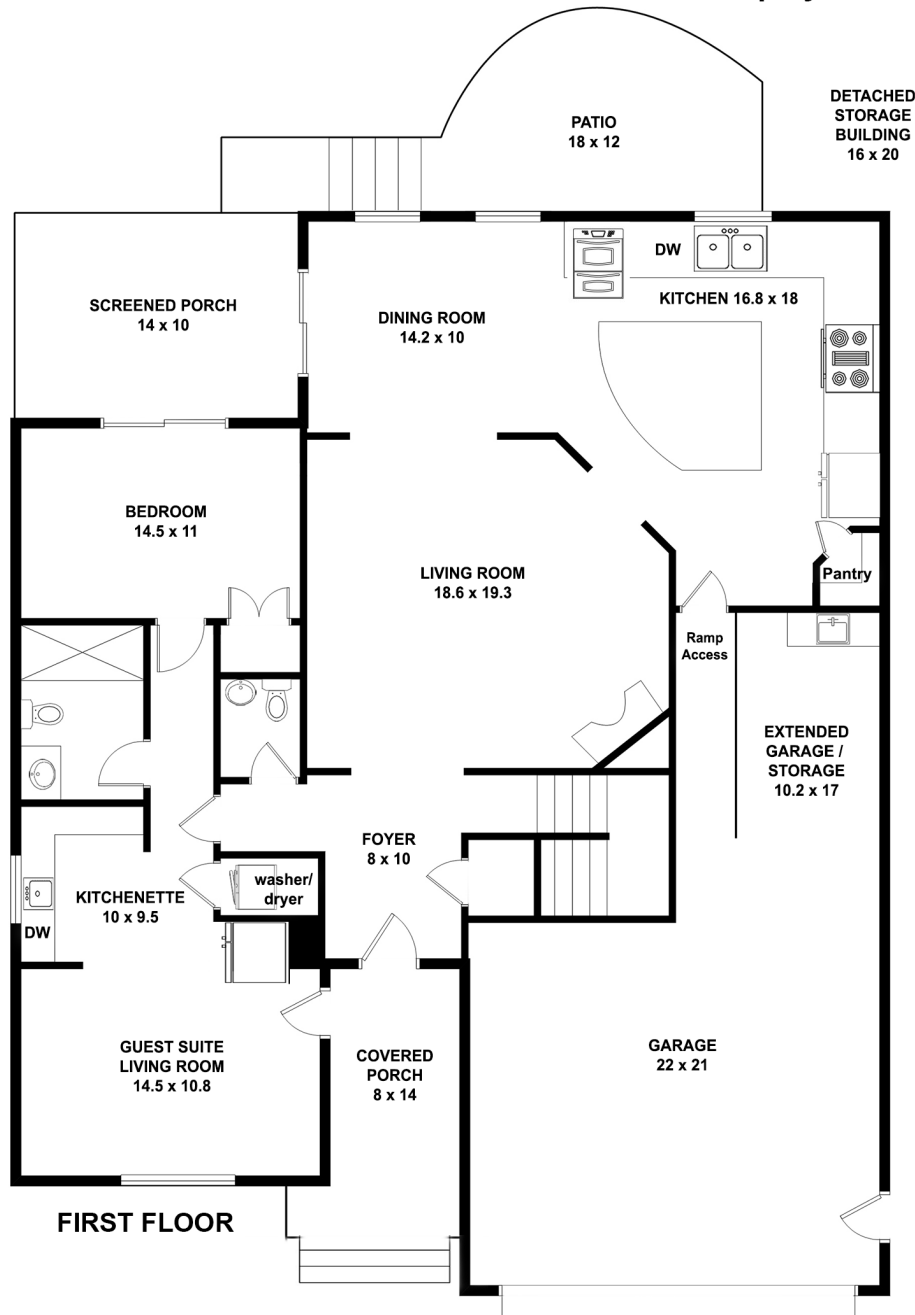 PATIO
18 x 12
DETACHED
STORAGE
BUILDING
16 x 20
SCREENED PORCH
14 x 10
DINING ROOM
14.2 x 10
DW
KITCHEN 16.8 x 18
BEDROOM
14.5 x 11
LIVING ROOM
18.6 x 19.3
Pantry
Ramp
Access
EXTENDED
GARAGE /
STORAGE
10.2 x 17
FOYER
8 x 10
washer/
dryer
KITCHENETTE
10 x 9.5
DW
GUEST SUITE
LIVING ROOM
14.5 x 10.8
COVERED
PORCH
8 x 14
GARAGE
22 x 21
FIRST FLOOR